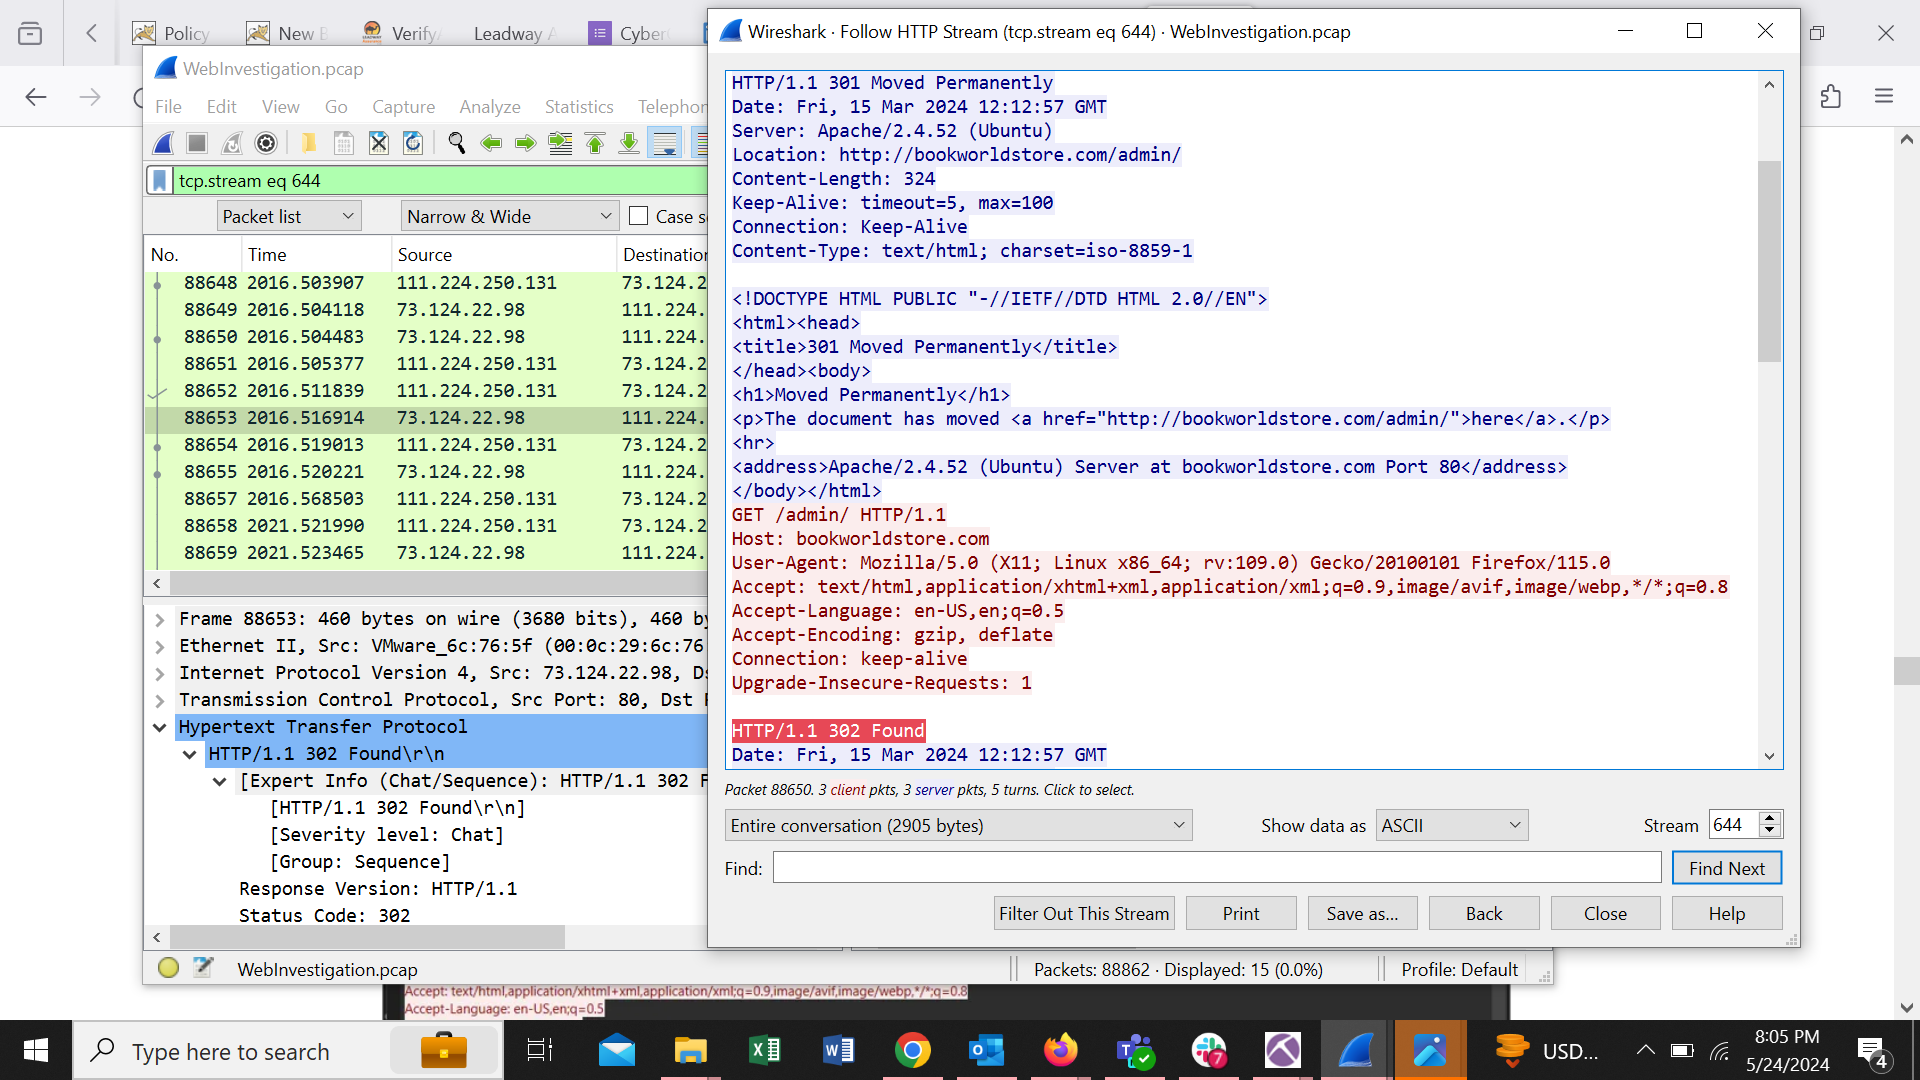 Policy
New B
Verify
Leadway A
Cyber
WebInvestigation.pcap
File Edit View Go Capture Analyze Statistics Telephon
tcp.stream eq 644
Packet list Narrow & Wide Case s
No. Time Source Destination
88648 2016.503907 111.224.250.131 73.124.2
88649 2016.504118 73.124.22.98 111.224.
88650 2016.504483 73.124.22.98 111.224.
88651 2016.505377 111.224.250.131 73.124.2
88652 2016.511839 111.224.250.131 73.124.2
88653 2016.516914 73.124.22.98 111.224.
88654 2016.519013 111.224.250.131 73.124.2
88655 2016.520221 73.124.22.98 111.224.
88657 2016.568503 111.224.250.131 73.124.2
88658 2021.521990 111.224.250.131 73.124.2
88659 2021.523465 73.124.22.98 111.224.
Frame 88653: 460 bytes on wire (3680 bits), 460 by
Ethernet II, Src: VMware_6c:76:5f (00:0c:29:6c:76
Internet Protocol Version 4, Src: 73.124.22.98, Ds
Transmission Control Protocol, Src Port: 80, Dst P
Hypertext Transfer Protocol
HTTP/1.1 302 Found\r\n
[Expert Info (Chat/Sequence): HTTP/1.1 302 F
[HTTP/1.1 302 Found\r\n]
[Severity level: Chat]
[Group: Sequence]
Response Version: HTTP/1.1
Status Code: 302
WebInvestigation.pcap
Packets: 88862 · Displayed: 15 (0.0%)
Profile: Default
Wireshark · Follow HTTP Stream (tcp.stream eq 644) · WebInvestigation.pcap
HTTP/1.1 301 Moved Permanently
Date: Fri, 15 Mar 2024 12:12:57 GMT
Server: Apache/2.4.52 (Ubuntu)
Location: http://bookworldstore.com/admin/
Content-Length: 324
Keep-Alive: timeout=5, max=100
Connection: Keep-Alive
Content-Type: text/html; charset=iso-8859-1
<!DOCTYPE HTML PUBLIC "-//IETF//DTD HTML 2.0//EN">
<html><head>
<title>301 Moved Permanently</title>
</head><body>
<h1>Moved Permanently</h1>
<p>The document has moved <a href="http://bookworldstore.com/admin/">here</a>.</p>
<hr>
<address>Apache/2.4.52 (Ubuntu) Server at bookworldstore.com Port 80</address>
</body></html>
GET /admin/ HTTP/1.1
Host: bookworldstore.com
User-Agent: Mozilla/5.0 (X11; Linux x86_64; rv:109.0) Gecko/20100101 Firefox/115.0
Accept: text/html,application/xhtml+xml,application/xml;q=0.9,image/avif,image/webp,*/*;q=0.8
Accept-Language: en-US,en;q=0.5
Accept-Encoding: gzip, deflate
Connection: keep-alive
Upgrade-Insecure-Requests: 1
HTTP/1.1 302 Found
Date: Fri, 15 Mar 2024 12:12:57 GMT
Packet 88650. 3 client pkts, 3 server pkts, 5 turns. Click to select.
Entire conversation (2905 bytes) Show data as ASCII Stream 644
Find: Find Next
Filter Out This Stream Print Save as... Back Close Help
Accept: text/html,application/xhtml+xml,application/xml;q=0.9,image/avif,image/webp,*/*;q=0.8
Accept-Language: en-US,en;q=0.5
Type here to search
USD...
8:05 PM
5/24/2024
4
7